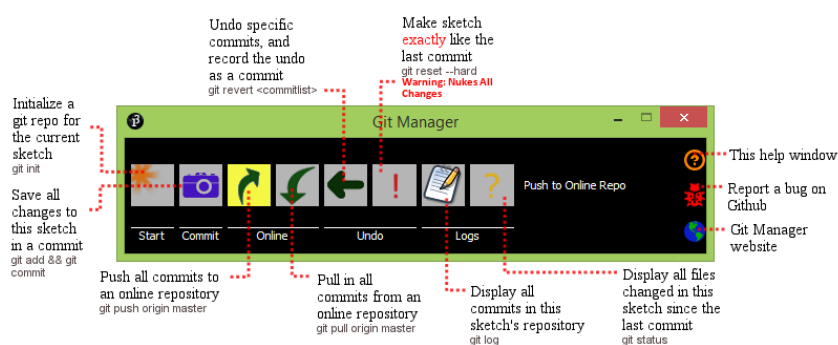 Undo specific
commits, and
record the undo
as a commit
git revert <commitlist>
Make sketch
exactly like the
last commit
git reset --hard
Warning: Nukes All
Changes
Initialize a
git repo for
the current
sketch
git init
Save all
changes to
this sketch
in a commit
git add && git
commit
Git Manager
Push to Online Repo
Start
Commit
Online
Undo
Logs
This help window
Report a bug on
Github
Git Manager
website
Push all commits to
an online repository
git push origin master
Pull in all
commits from an
online repository
git pull origin master
Display all
commits in this
sketch's repository
git log
Display all files
changed in this
sketch since the
last commit
git status